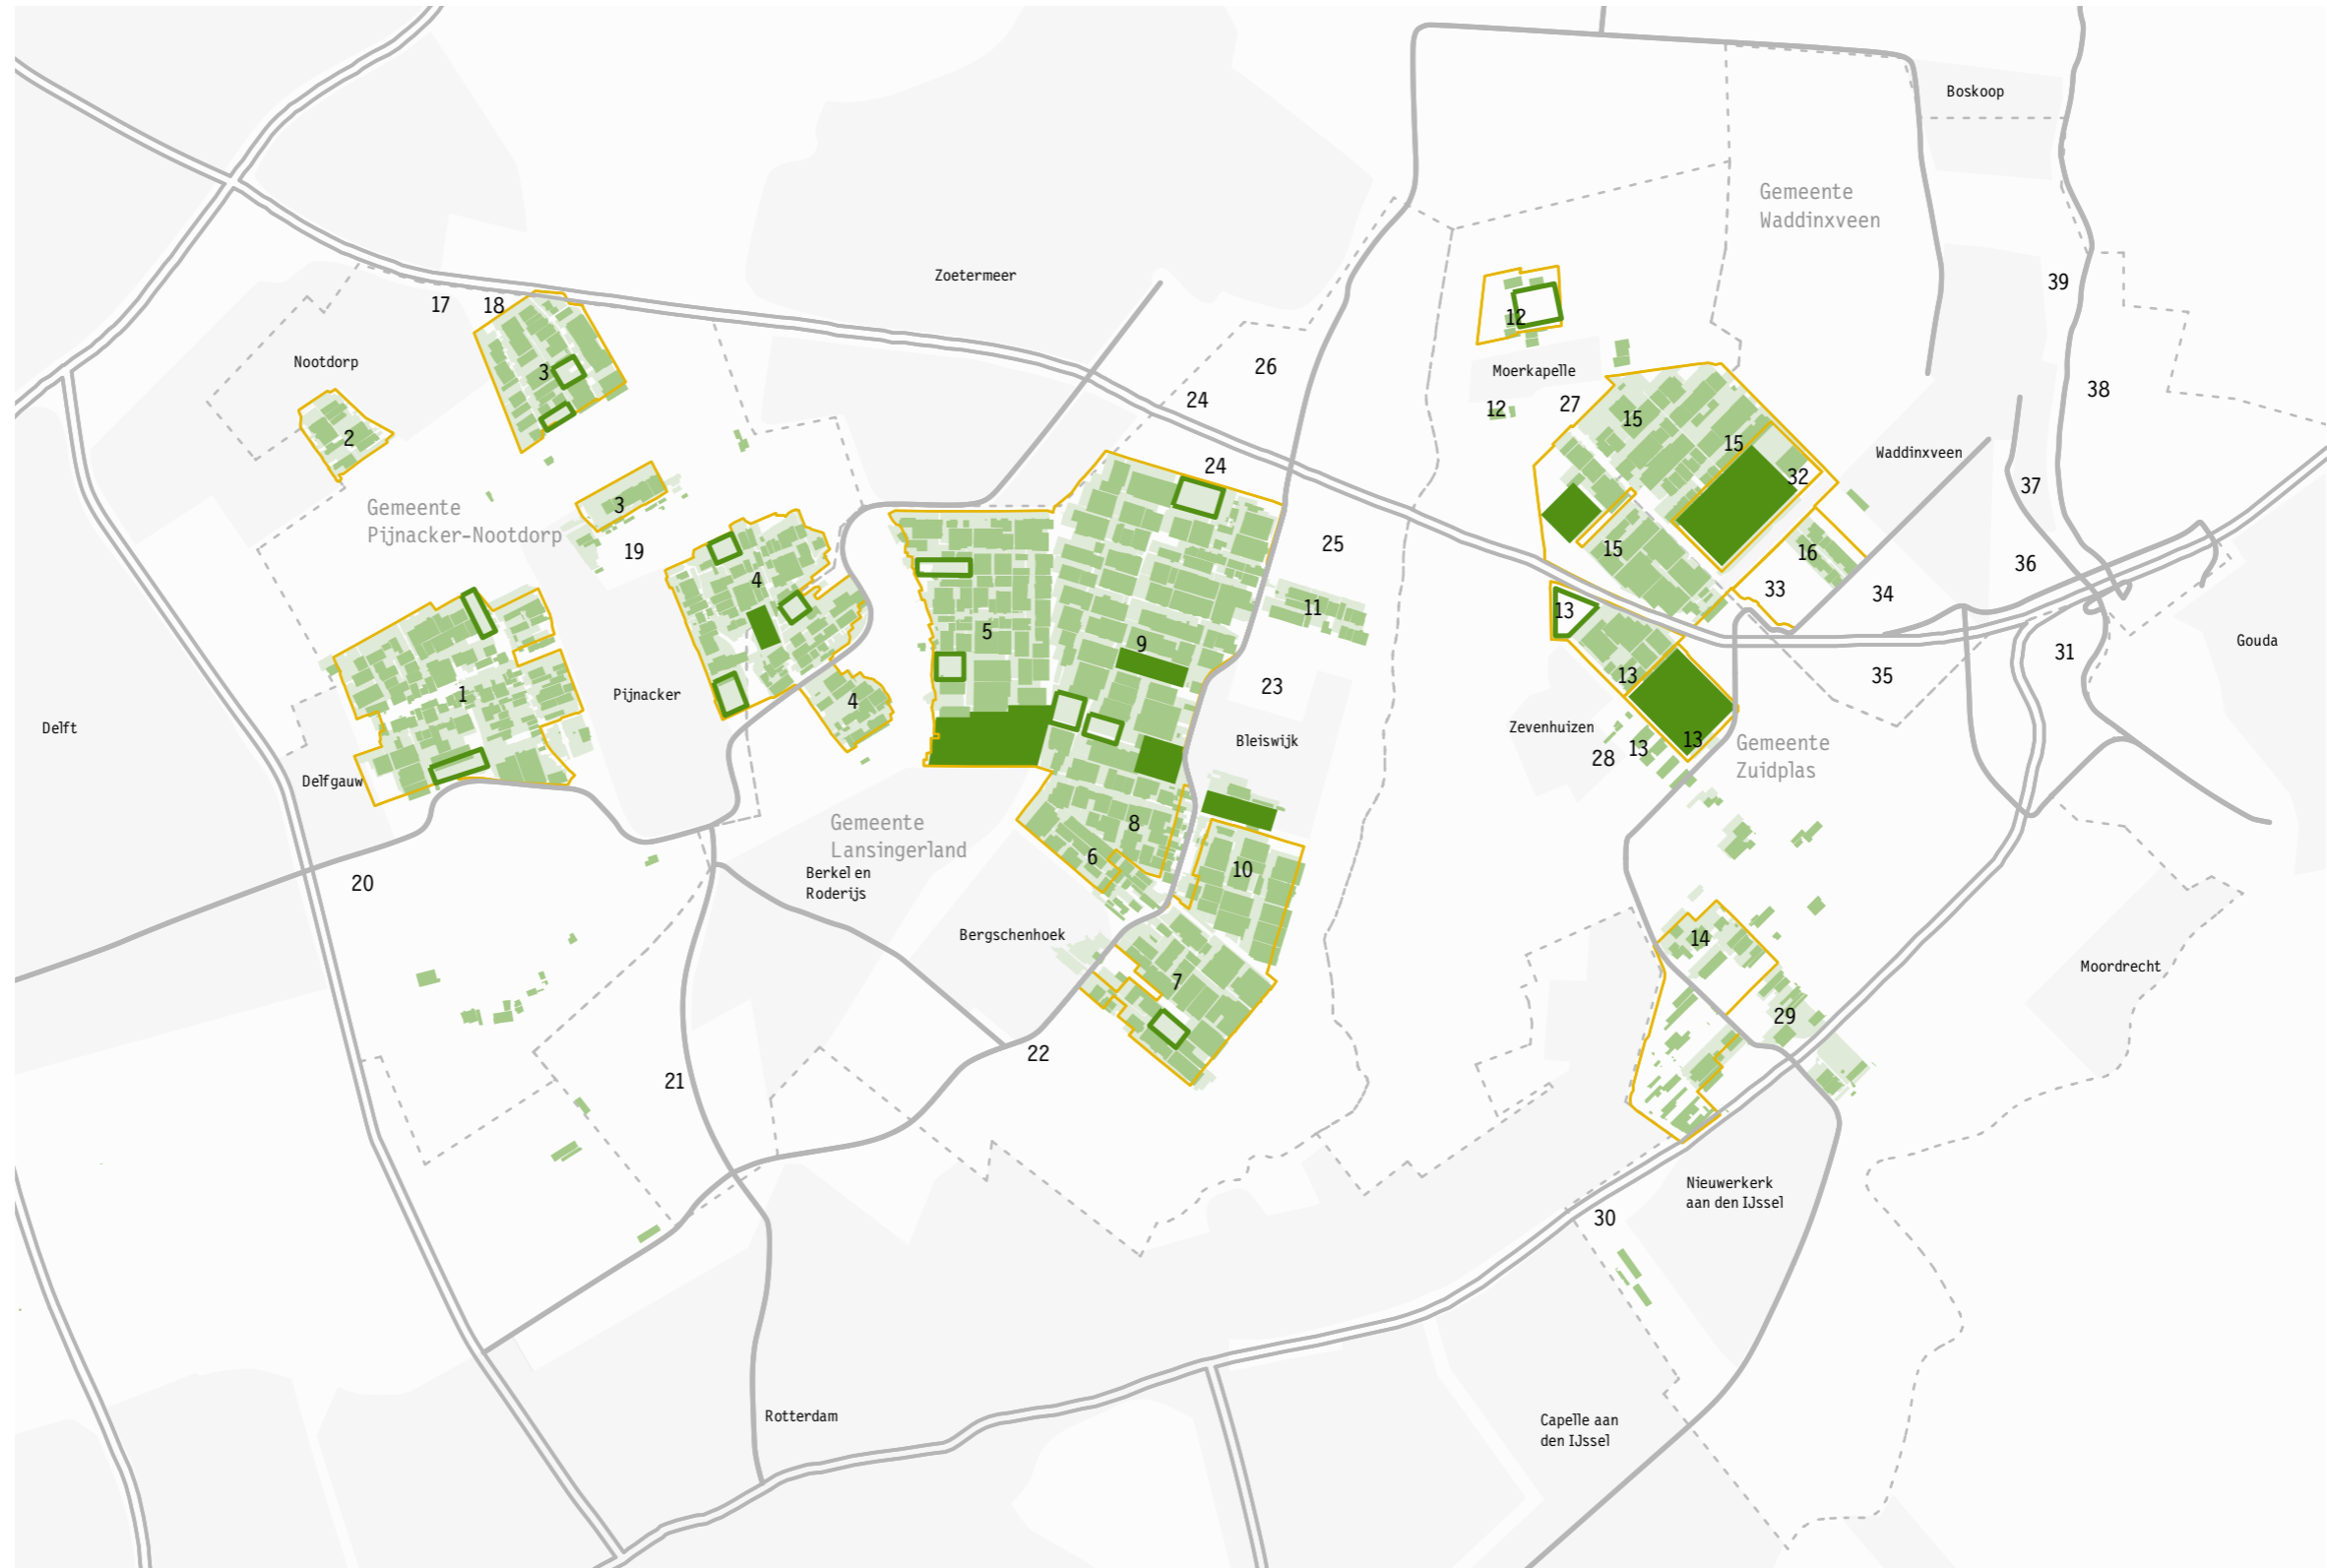 Boskoop
Gemeente
Waddinxveen
Zoetermeer
39
17
18
Nootdorp
12
26
Moerkapelle
3
24
38
27
12
15
2
15
Waddinxveen
24
32
37
3
Gemeente
Pijnacker-Nootdorp
19
25
15
16
36
4
33
34
11
13
5
9
Gouda
31
1
Pijnacker
4
23
13
35
Delft
Zevenhuizen
Bleiswijk
13
13
Gemeente
Zuidplas
28
Delfgauw
Gemeente
Lansingerland
8
6
Berkel en
Roderijs
10
20
Bergschenhoek
14
Moordrecht
7
29
22
21
Nieuwerkerk
aan den IJssel
30
Rotterdam
Capelle aan
den IJssel